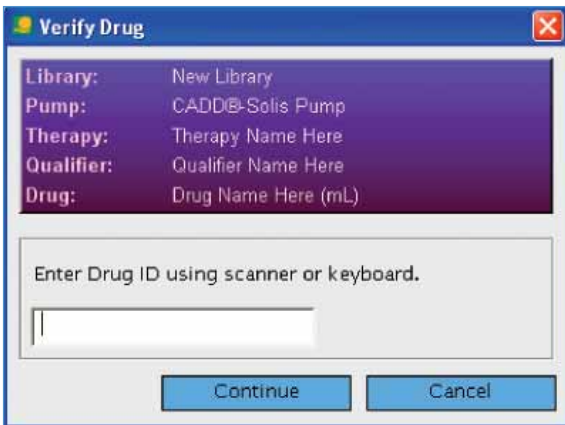 Verify Drug
Library: New Library
Pump: CADD®-Solis Pump
Therapy: Therapy Name Here
Qualifier: Qualifier Name Here
Drug: Drug Name Here (mL)
Enter Drug ID using scanner or keyboard.
Continue Cancel